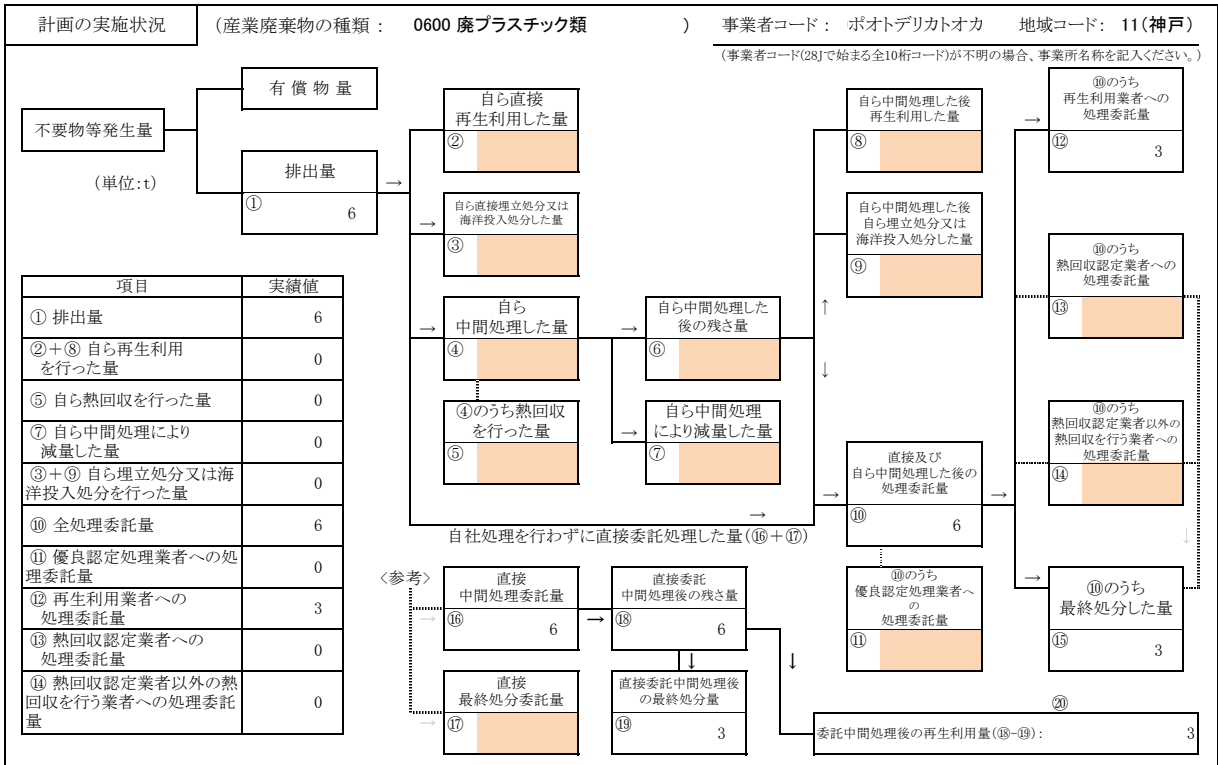 計画の実施状況 (産業廃棄物の種類： 0600 廃プラスチック類 ) 事業者コード： ポオトデリカトオカ 地域コード： 11(神戸)
(事業者コード(28Jで始まる全10桁コード)が不明の場合、事業所名称を記入ください。)
不要物等発生量
(単位:t)
有償物量
排出量
① 6
→
自ら直接
再生利用した量
②
→
自ら直接埋立処分又は
海洋投入処分した量
③
→
自ら
中間処理した量
④
④のうち熱回収
を行った量
⑤
→
自ら中間処理した
後の残さ量
⑥
→
自ら中間処理
により減量した量
⑦
自ら中間処理した後
再生利用した量
⑧
自ら中間処理した後
自ら埋立処分又は
海洋投入処分した量
⑨
↑
↓
→
自社処理を行わずに直接委託処理した量(⑯+⑰)
→
直接及び
自ら中間処理した後の
処理委託量
⑩ 6
→
⑩のうち
優良認定処理業者へ
の
処理委託量
⑪
→
⑩のうち
再生利用業者への
処理委託量
⑫ 3
⑩のうち
熱回収認定業者への
処理委託量
⑬
⑩のうち
熱回収認定業者以外の
熱回収を行う業者への
処理委託量
⑭
↓
→
⑩のうち
最終処分した量
⑮ 3
項目 実績値
① 排出量 6
②+⑧ 自ら再生利用
を行った量 0
⑤ 自ら熱回収を行った量 0
⑦ 自ら中間処理により
減量した量 0
③+⑨ 自ら埋立処分又は海
洋投入処分を行った量 0
⑩ 全処理委託量 6
⑪ 優良認定処理業者への処
理委託量 0
⑫ 再生利用業者への
処理委託量 3
⑬ 熱回収認定業者への
処理委託量 0
⑭ 熱回収認定業者以外の熱
回収を行う業者への処理委託
量 0
〈参考〉
→
直接
中間処理委託量
⑯ 6
→
直接委託
中間処理後の残さ量
⑱ 6
→
直接
最終処分委託量
⑰
↓
直接委託中間処理後
の最終処分量
⑲ 3
↓
⑳
委託中間処理後の再生利用量(⑱-⑲)： 3